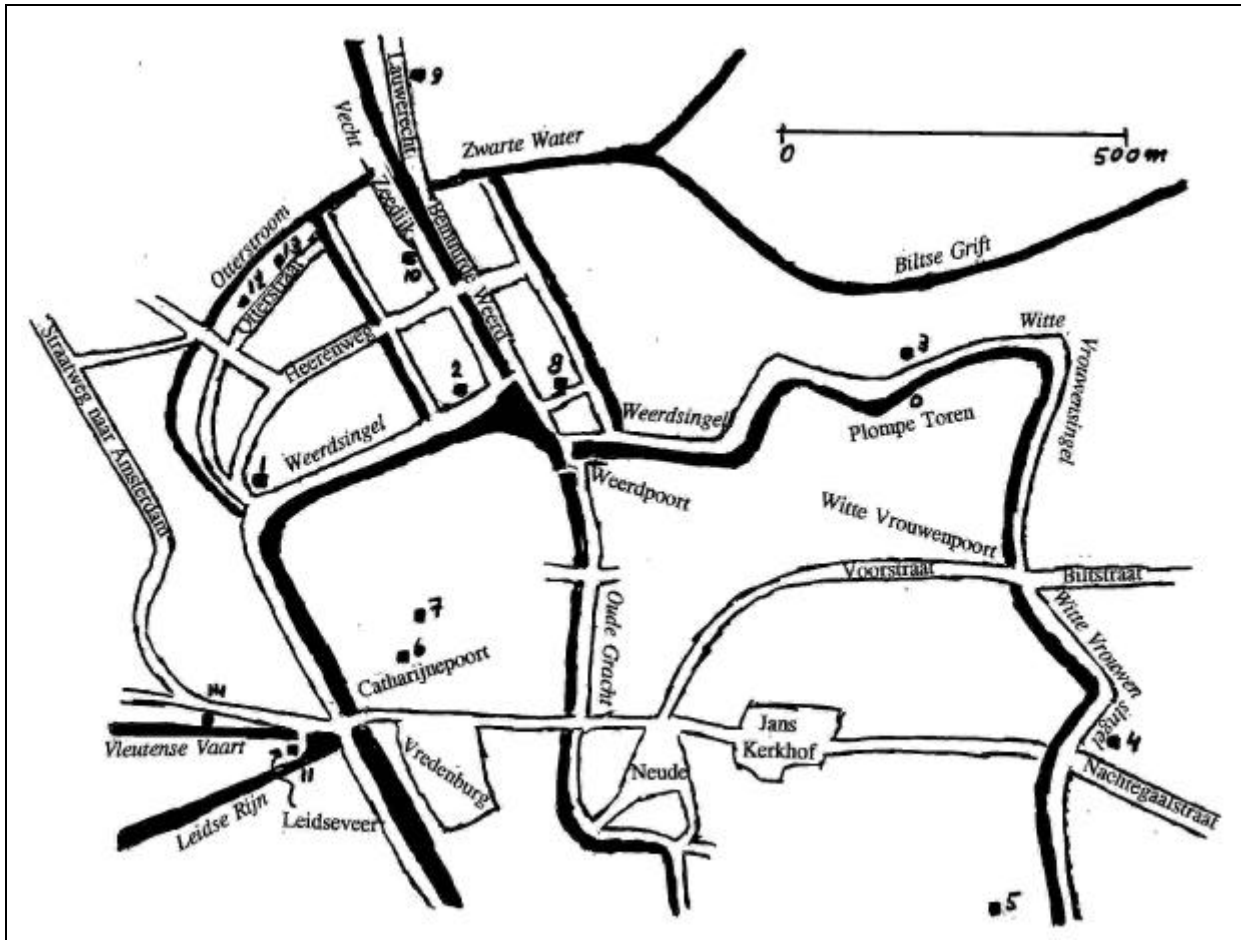 Lauwerecht
9
Vecht
Zwarte Water
0
500m
Zeedijk
Bemuurde Weerd
Otterstroom
13
12
10
Otterstraat
Biltse Grift
Straatweg naar Amsterdam
Heerenweg
2
8
3
Witte
Vrouwensingel
Weerdsingel
Plompe Toren
1
Weerdsingel
Weerdpoort
Witte Vrouwenpoort
Voorstraat
Biltstraat
7
Oude Gracht
Witte Vrouwen
singel
6
Catharijnepoort
14
Jans
Kerkhof
4
Vleutense Vaart
11
Vredenburg
Neude
Nachtegaalstraat
Leidse Rijn
Leidseveer
5